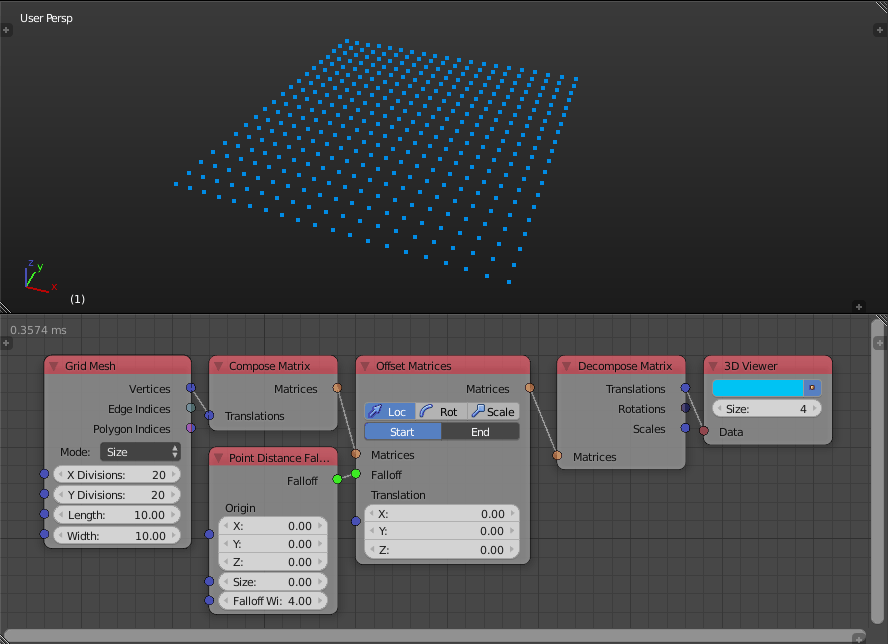 User Persp
z
y
x
(1)
0.3574 ms
Grid Mesh
Vertices
Edge Indices
Polygon Indices
Mode: Size
X Divisions: 20
Y Divisions: 20
Length: 10.00
Width: 10.00
Compose Matrix
Matrices
Translations
Point Distance Fal...
Falloff
Origin
X: 0.00
Y: 0.00
Z: 0.00
Size: 0.00
Falloff Wi: 4.00
Offset Matrices
Matrices
Loc Rot Scale
Start End
Matrices
Falloff
Translation
X: 0.00
Y: 0.00
Z: 0.00
Decompose Matrix
Translations
Rotations
Scales
Matrices
3D Viewer
Size: 4
Data